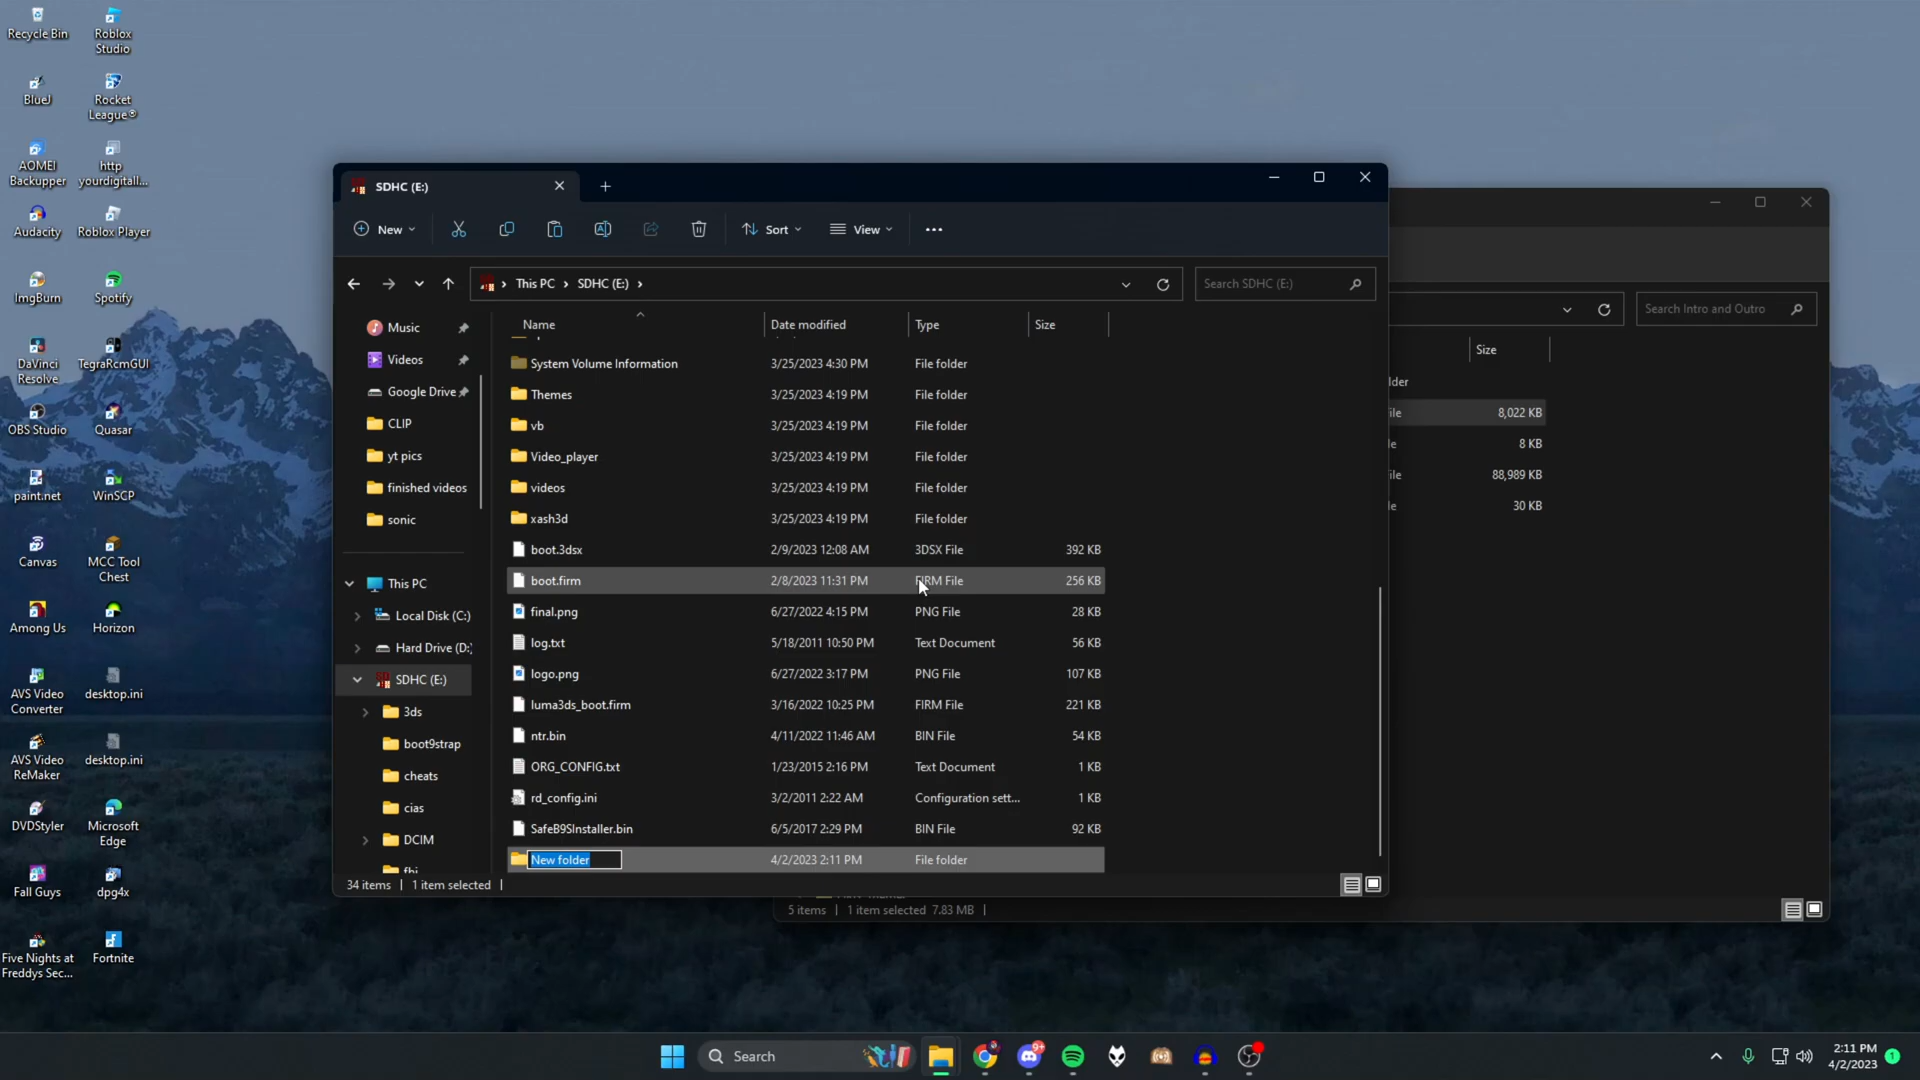 Recycle Bin
Roblox
Studio
BlueJ
Rocket
League®
AOMEI
Backupper
http
yourdigitall...
Audacity
Roblox Player
ImgBurn
Spotify
DaVinci
Resolve
TegraRcmGUI
OBS Studio
Quasar
paint.net
WinSCP
Canvas
MCC Tool
Chest
Among Us
Horizon
AVS Video
Converter
desktop.ini
AVS Video
ReMaker
desktop.ini
DVDStyler
Microsoft
Edge
Fall Guys
dpg4x
Five Nights at
Freddys Sec...
Fortnite
SDHC (E:)
New
Sort
View
This PC > SDHC (E:) >
Search SDHC (E:)
Music
Videos
Google Drive
CLIP
yt pics
finished videos
sonic
This PC
Local Disk (C:)
Hard Drive (D:)
SDHC (E:)
3ds
boot9strap
cheats
cias
DCIM
Name Date modified Type Size
System Volume Information 3/25/2023 4:30 PM File folder
Themes 3/25/2023 4:19 PM File folder
vb 3/25/2023 4:19 PM File folder
Video_player 3/25/2023 4:19 PM File folder
videos 3/25/2023 4:19 PM File folder
xash3d 3/25/2023 4:19 PM File folder
boot.3dsx 2/9/2023 12:08 AM 3DSX File 392 KB
boot.firm 2/8/2023 11:31 PM FIRM File 256 KB
final.png 6/27/2022 4:15 PM PNG File 28 KB
log.txt 5/18/2011 10:50 PM Text Document 56 KB
logo.png 6/27/2022 3:17 PM PNG File 107 KB
luma3ds_boot.firm 3/16/2022 10:25 PM FIRM File 221 KB
ntr.bin 4/11/2022 11:46 AM BIN File 54 KB
ORG_CONFIG.txt 1/23/2015 2:16 PM Text Document 1 KB
rd_config.ini 3/2/2011 2:22 AM Configuration sett... 1 KB
SafeB9SInstaller.bin 6/5/2017 2:29 PM BIN File 92 KB
New folder 4/2/2023 2:11 PM File folder
34 items 1 item selected
Search Intro and Outro
Size
lder
ile 8,022 KB
le 8 KB
ile 88,989 KB
le 30 KB
5 items 1 item selected 7.83 MB
Search
9+
2:11 PM
4/2/2023
1